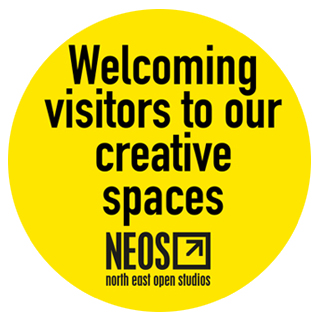 Welcoming
visitors to our
creative
spaces
NEOS
north east open studios